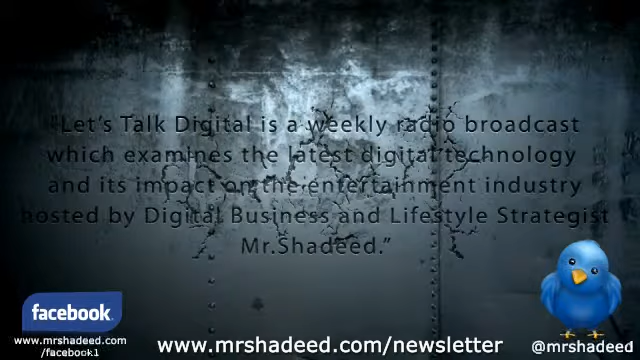 "Let's Talk Digital is a weekly radio broadcast
which examines the latest digital technology
and its impact on the entertainment industry
hosted by Digital Business and Lifestyle Strategist
Mr.Shadeed."
facebook
www.mrshadeed.com
/facebook1
www.mrshadeed.com/newsletter
@mrshadeed